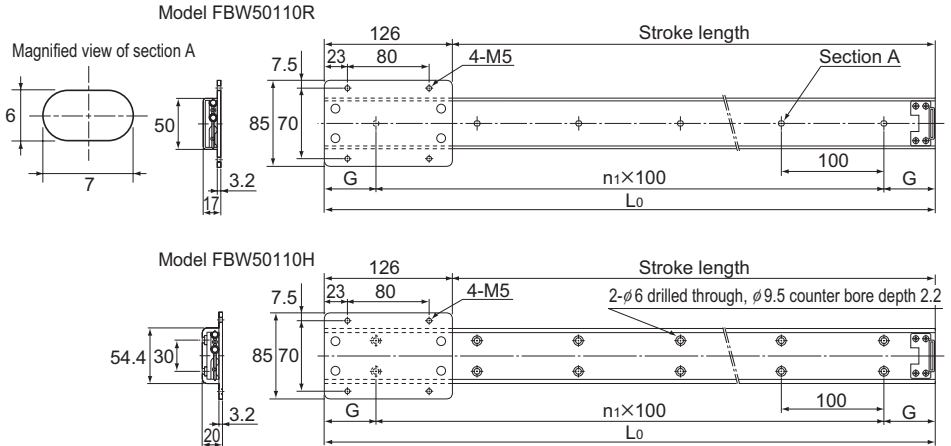 Model FBW50110R
Magnified view of section A
126
Stroke length
23
80
4-M5
Section A
7.5
6
50
85
70
7
3.2
17
100
G
n₁×100
G
L₀
Model FBW50110H
126
Stroke length
23
80
4-M5
2-φ6 drilled through, φ9.5 counter bore depth 2.2
7.5
54.4
30
85
70
3.2
20
100
G
n₁×100
G
L₀